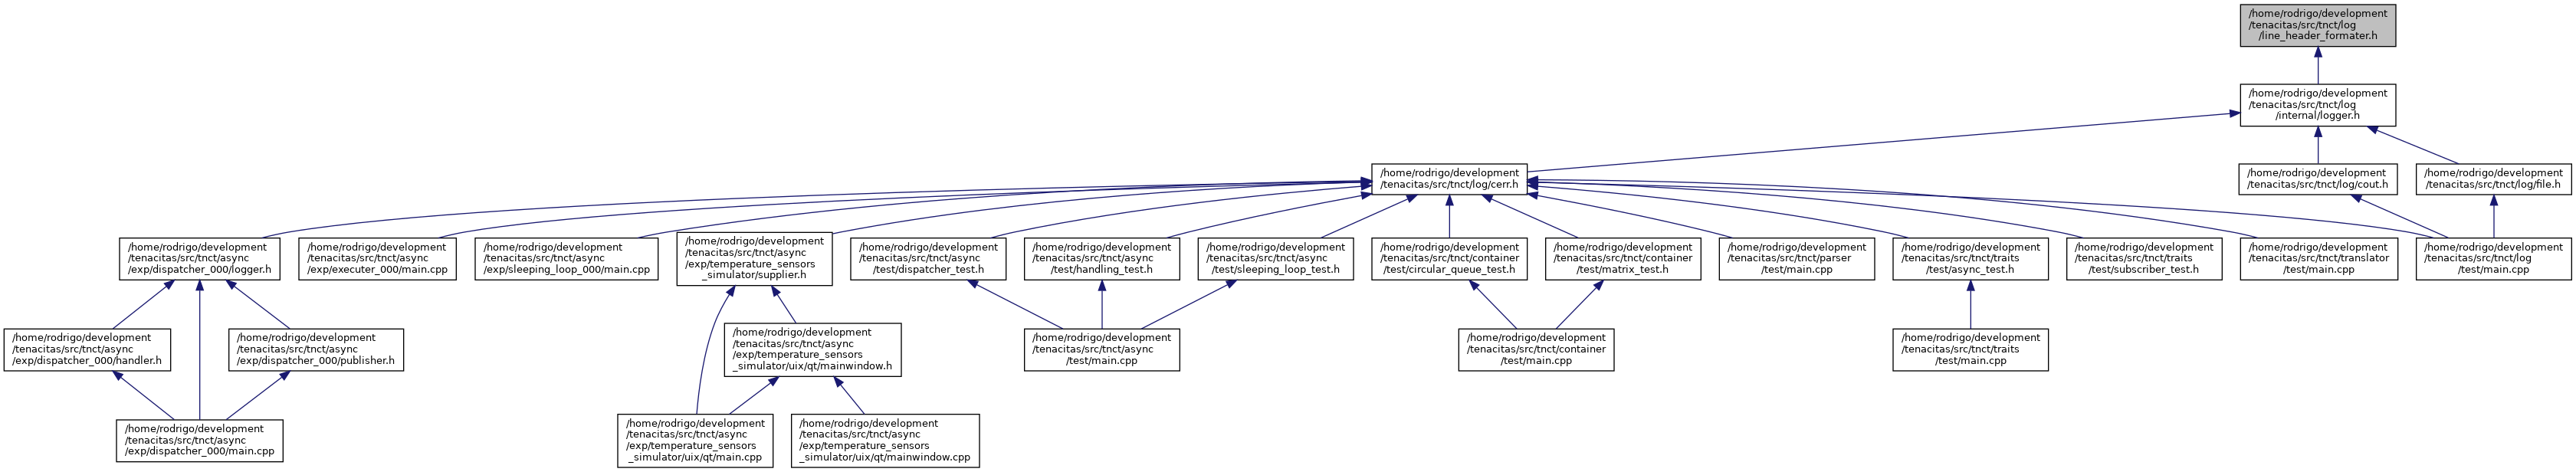 /home/rodrigo/development
/tenacitas/src/tnct/log
/line_header_formater.h
/home/rodrigo/development
/tenacitas/src/tnct/log
/internal/logger.h
/home/rodrigo/development
/tenacitas/src/tnct/log/cerr.h
/home/rodrigo/development
/tenacitas/src/tnct/log/cout.h
/home/rodrigo/development
/tenacitas/src/tnct/log/file.h
/home/rodrigo/development
/tenacitas/src/tnct/async
/exp/dispatcher_000/logger.h
/home/rodrigo/development
/tenacitas/src/tnct/async
/exp/executer_000/main.cpp
/home/rodrigo/development
/tenacitas/src/tnct/async
/exp/sleeping_loop_000/main.cpp
/home/rodrigo/development
/tenacitas/src/tnct/async
/exp/temperature_sensors
_simulator/supplier.h
/home/rodrigo/development
/tenacitas/src/tnct/async
/test/dispatcher_test.h
/home/rodrigo/development
/tenacitas/src/tnct/async
/test/handling_test.h
/home/rodrigo/development
/tenacitas/src/tnct/async
/test/sleeping_loop_test.h
/home/rodrigo/development
/tenacitas/src/tnct/container
/test/circular_queue_test.h
/home/rodrigo/development
/tenacitas/src/tnct/container
/test/matrix_test.h
/home/rodrigo/development
/tenacitas/src/tnct/parser
/test/main.cpp
/home/rodrigo/development
/tenacitas/src/tnct/traits
/test/async_test.h
/home/rodrigo/development
/tenacitas/src/tnct/traits
/test/subscriber_test.h
/home/rodrigo/development
/tenacitas/src/tnct/translator
/test/main.cpp
/home/rodrigo/development
/tenacitas/src/tnct/log
/test/main.cpp
/home/rodrigo/development
/tenacitas/src/tnct/async
/exp/dispatcher_000/handler.h
/home/rodrigo/development
/tenacitas/src/tnct/async
/exp/dispatcher_000/publisher.h
/home/rodrigo/development
/tenacitas/src/tnct/async
/exp/temperature_sensors
_simulator/uix/qt/mainwindow.h
/home/rodrigo/development
/tenacitas/src/tnct/async
/test/main.cpp
/home/rodrigo/development
/tenacitas/src/tnct/container
/test/main.cpp
/home/rodrigo/development
/tenacitas/src/tnct/traits
/test/main.cpp
/home/rodrigo/development
/tenacitas/src/tnct/async
/exp/dispatcher_000/main.cpp
/home/rodrigo/development
/tenacitas/src/tnct/async
/exp/temperature_sensors
_simulator/uix/qt/main.cpp
/home/rodrigo/development
/tenacitas/src/tnct/async
/exp/temperature_sensors
_simulator/uix/qt/mainwindow.cpp